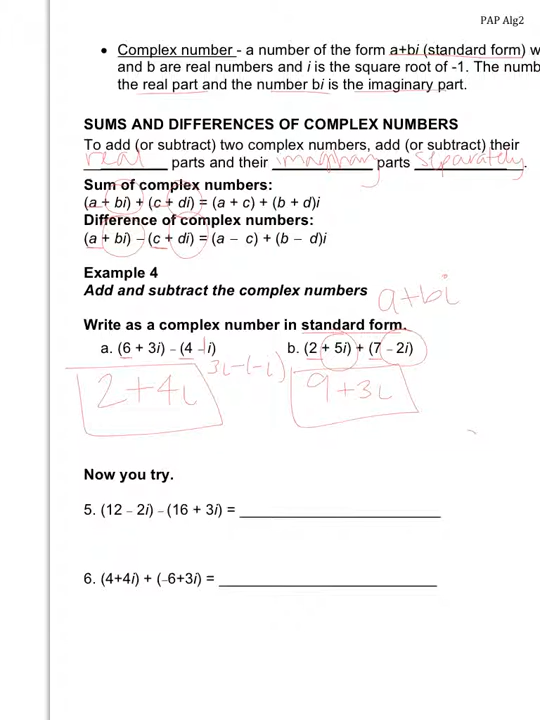 PAP Alg2
• Complex number - a number of the form a+bi (standard form) w
and b are real numbers and i is the square root of -1. The numb
the real part and the number bi is the imaginary part.
SUMS AND DIFFERENCES OF COMPLEX NUMBERS
To add (or subtract) two complex numbers, add (or subtract) their
real parts and their imaginary parts separately.
Sum of complex numbers:
(a + bi) + (c + di) = (a + c) + (b + d)i
Difference of complex numbers:
(a + bi) – (c + di) = (a – c) + (b – d)i
Example 4
Add and subtract the complex numbers
a+bi
Write as a complex number in standard form.
a. (6 + 3i) – (4 – i) b. (2 + 5i) + (7 – 2i)
3i-(-i)
2+4i 9+3i
Now you try.
5. (12 – 2i) – (16 + 3i) = ____________________
6. (4+4i) + (–6+3i) = ____________________